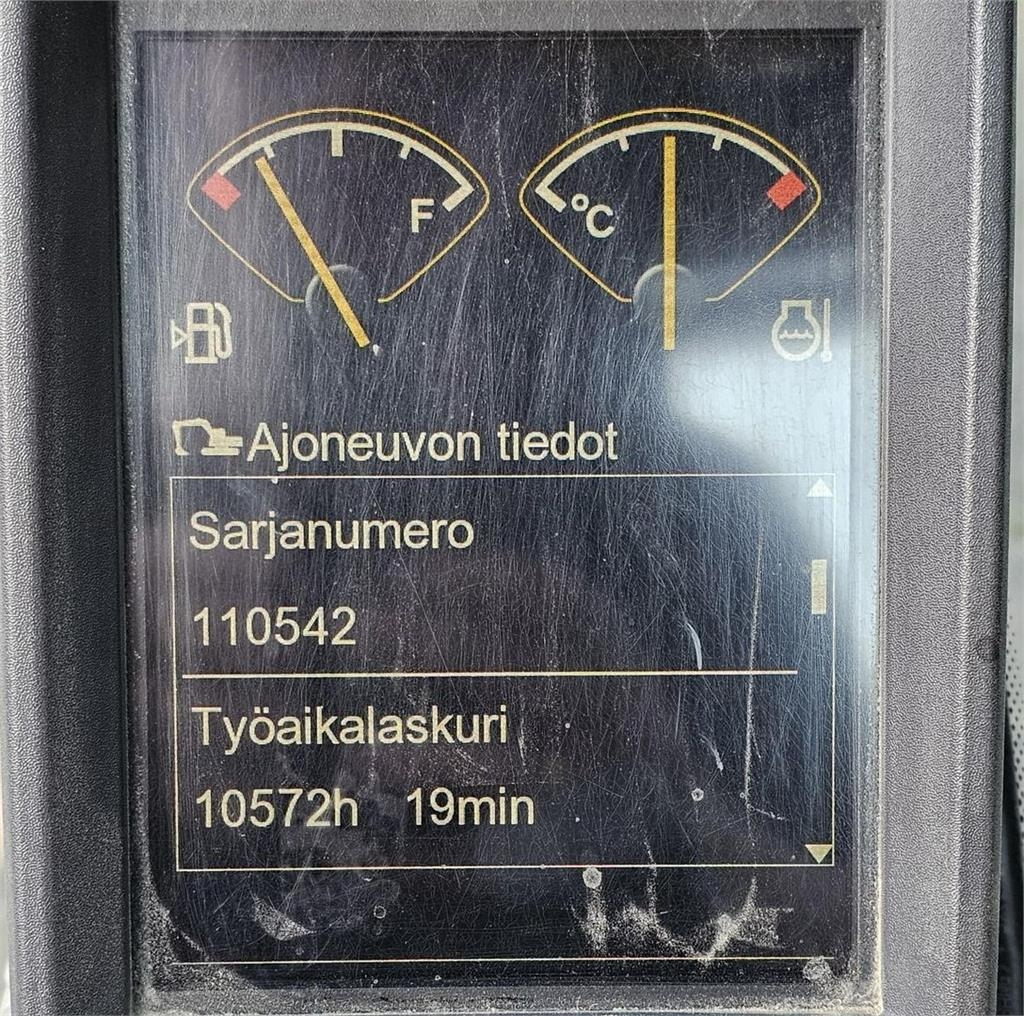 F
°C
Ajoneuvon tiedot
Sarjanumero
110542
Työaikalaskuri
10572h 19min